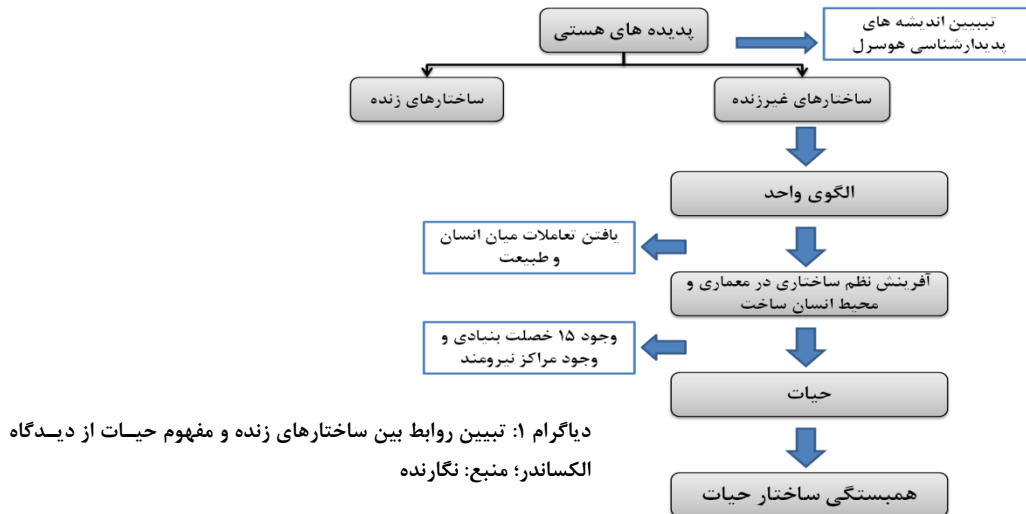 پدیده های هستی
تبیین اندیشه های
پدیدارشناسی هوسرل
ساختارهای غیرزنده
ساختارهای زنده
الگوی واحد
یافتن تعاملات میان انسان
و طبیعت
آفرینش نظم ساختاری در معماری و
محیط انسان ساخت
وجود ۱۵ خصلت بنیادی و
وجود مراکز نیرومند
حیات
همبستگی ساختار حیات
دیاگرام ۱: تبیین روابط بین ساختارهای زنده و مفهوم حیـات از دیـدگاه
الکساندر؛ منبع: نگارنده